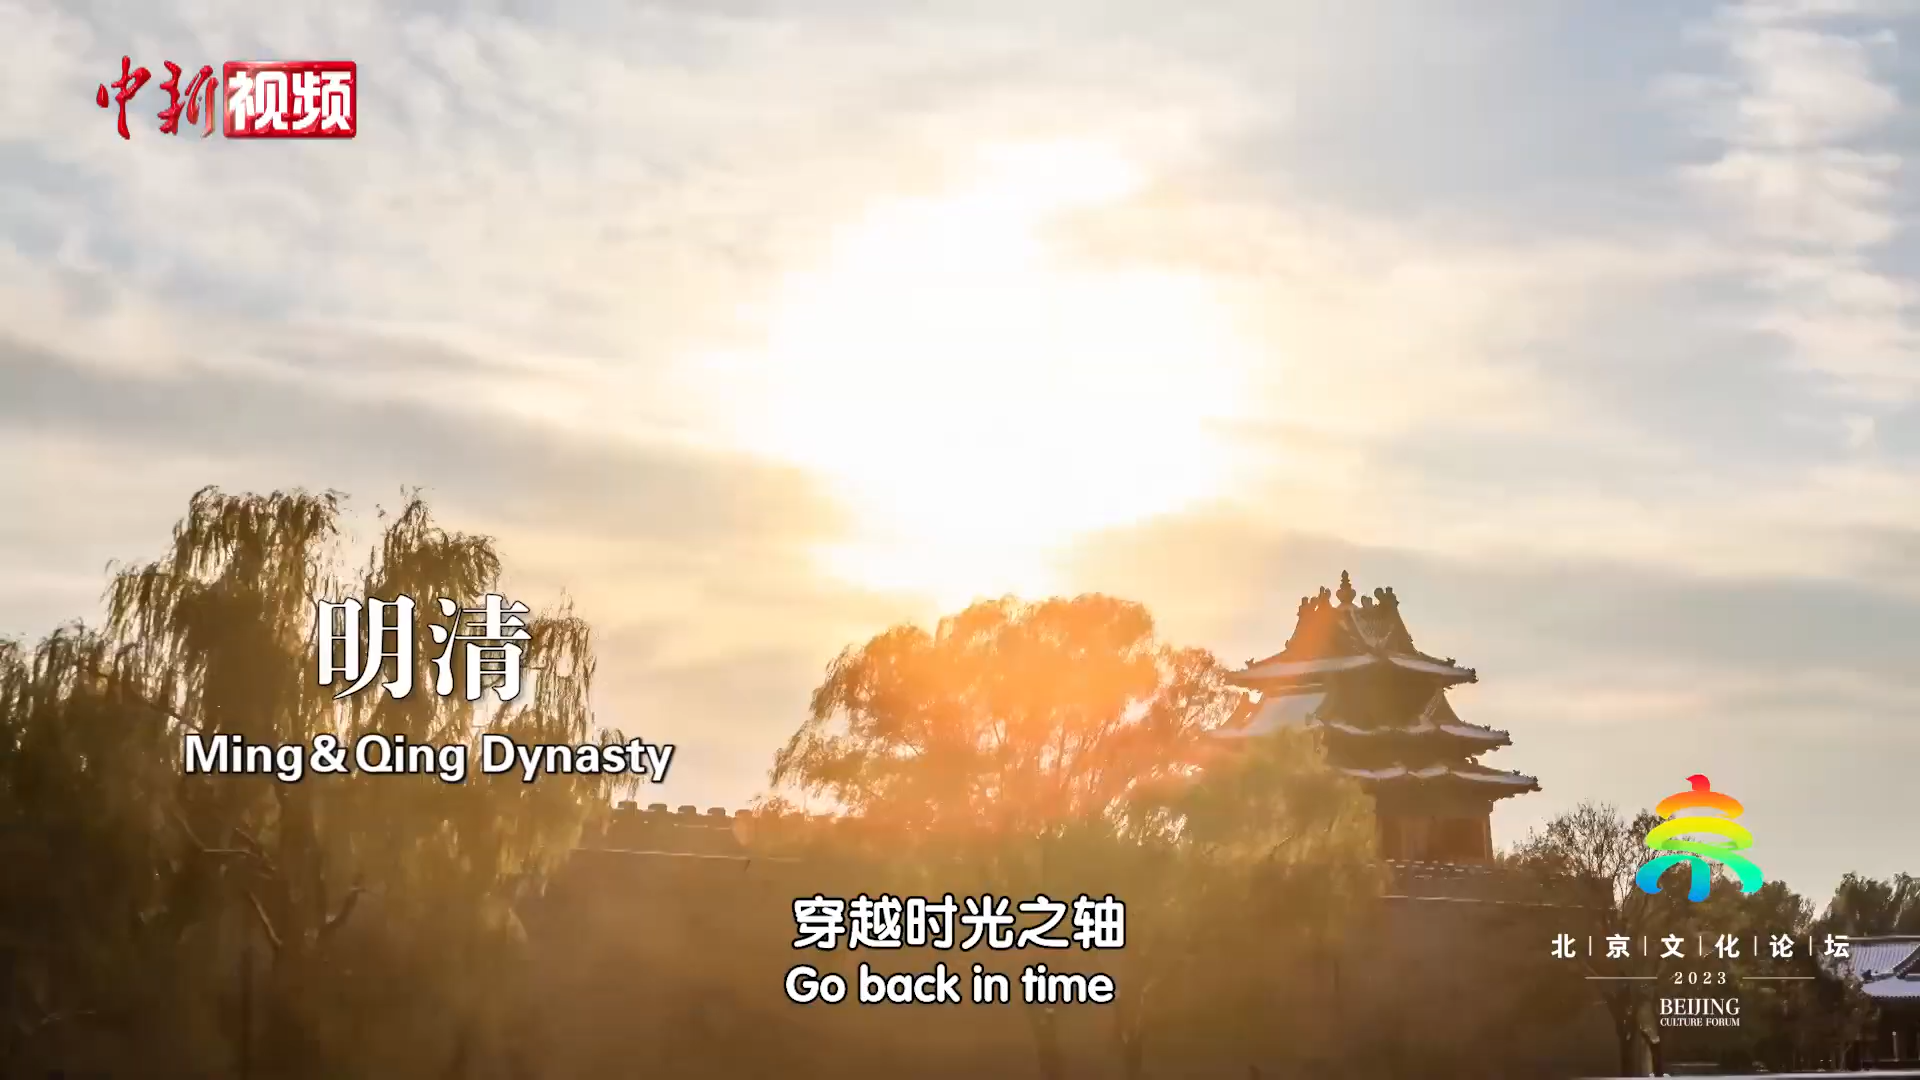 中新视频
明清
Ming&Qing Dynasty
穿越时光之轴
Go back in time
北京文化论坛
2023
BEIJING
CULTURE FORUM